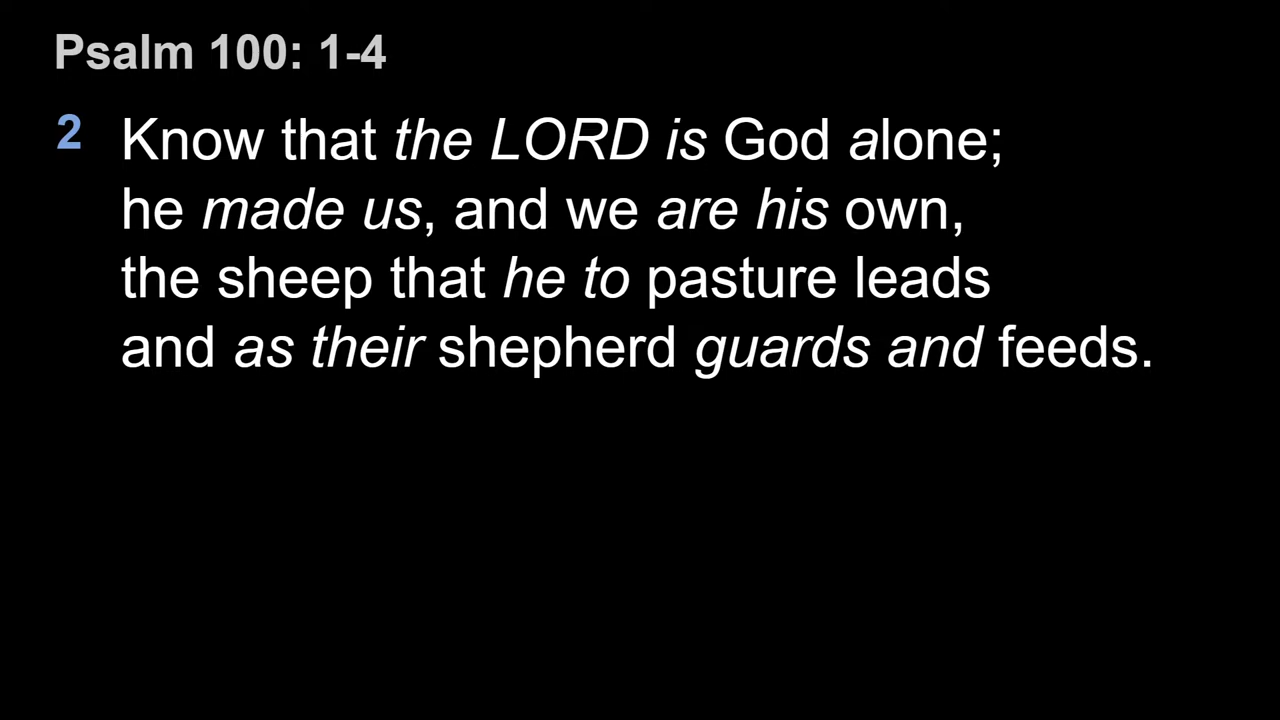 Psalm 100: 1-4
2 Know that the LORD is God alone;
he made us, and we are his own,
the sheep that he to pasture leads
and as their shepherd guards and feeds.